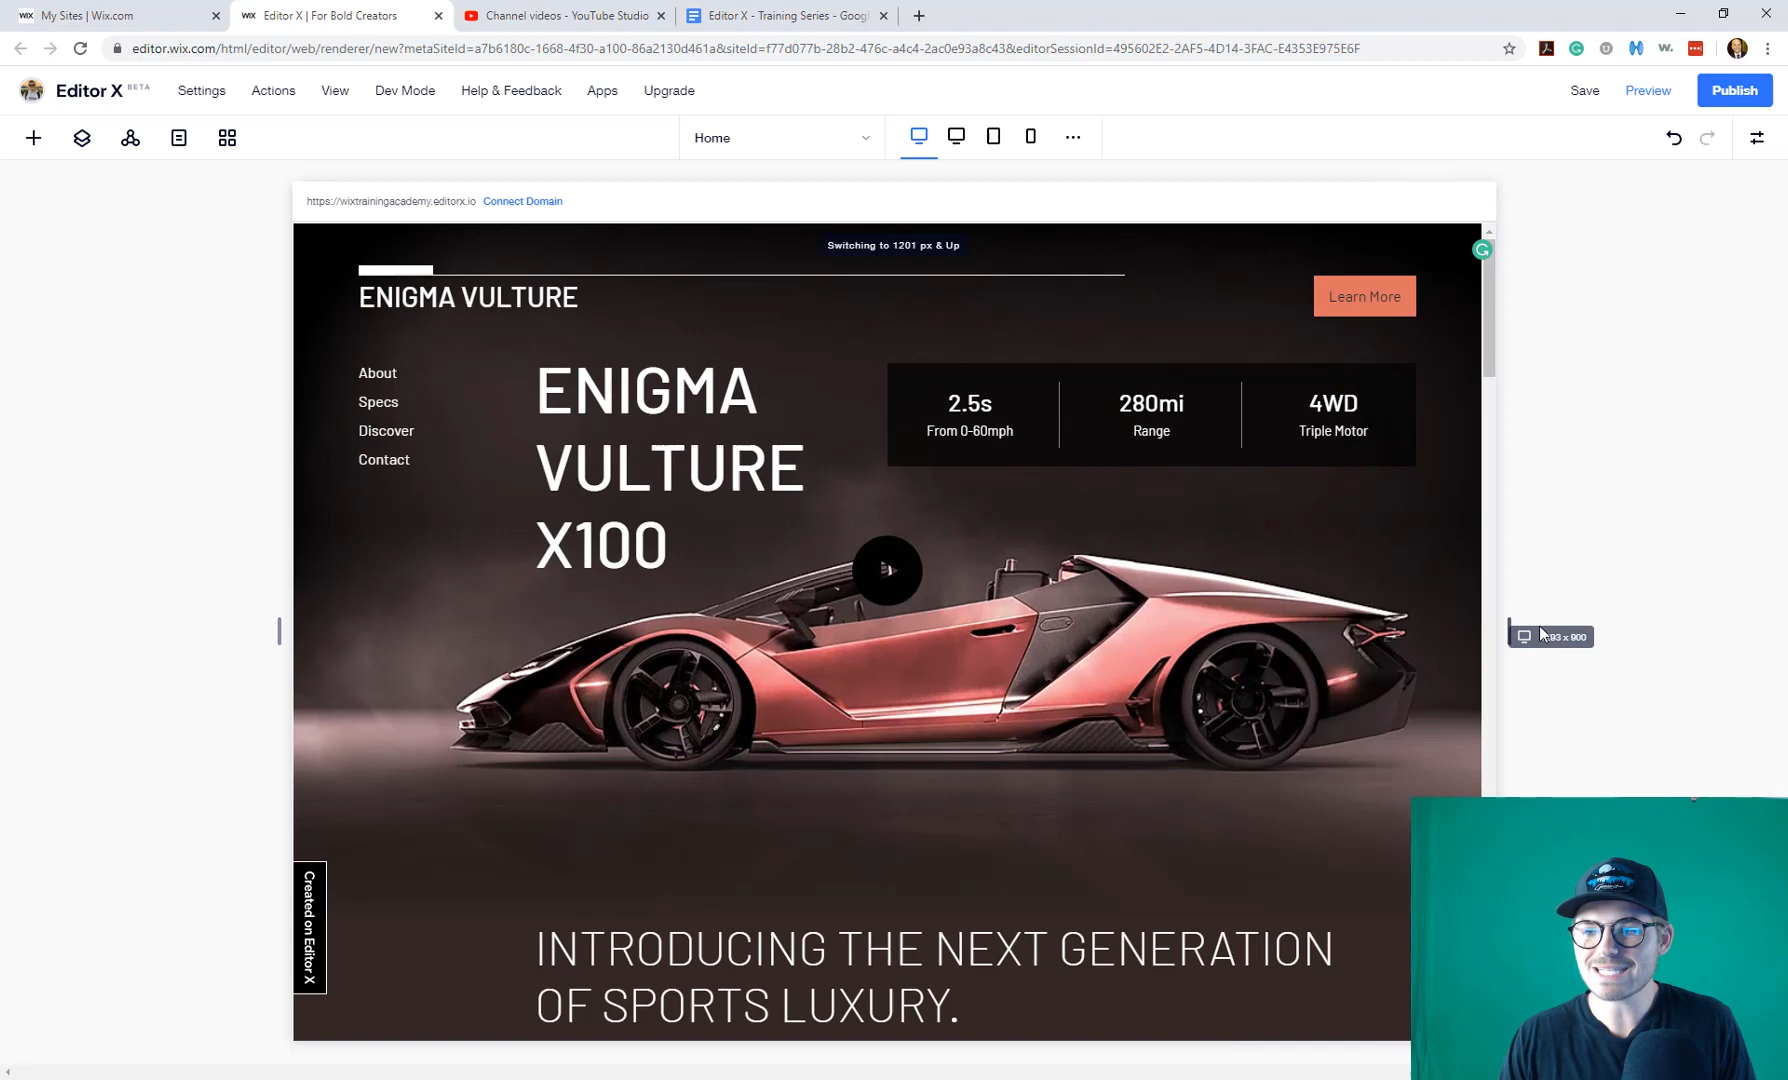 My Sites | Wix.com
Editor X | For Bold Creators
Channel videos - YouTube Studio
Editor X - Training Series - Googl
editor.wix.com/html/editor/web/renderer/new?metaSiteId=a7b6180c-1668-4f30-a100-86a2130d461a&siteId=f77d077b-28b2-476c-a4c4-2ac0e93a8c43&editorSessionId=495602E2-2AF5-4D14-3FAC-E4353E975E6F
Editor X BETA
Settings
Actions
View
Dev Mode
Help & Feedback
Apps
Upgrade
Save
Preview
Publish
Home
https://wixtrainingacademy.editorx.io Connect Domain
Switching to 1201 px & Up
ENIGMA VULTURE
Learn More
About
Specs
Discover
Contact
ENIGMA
VULTURE
X100
2.5s
From 0-60mph
280mi
Range
4WD
Triple Motor
x 900
Created on Editor X
INTRODUCING THE NEXT GENERATION
OF SPORTS LUXURY.